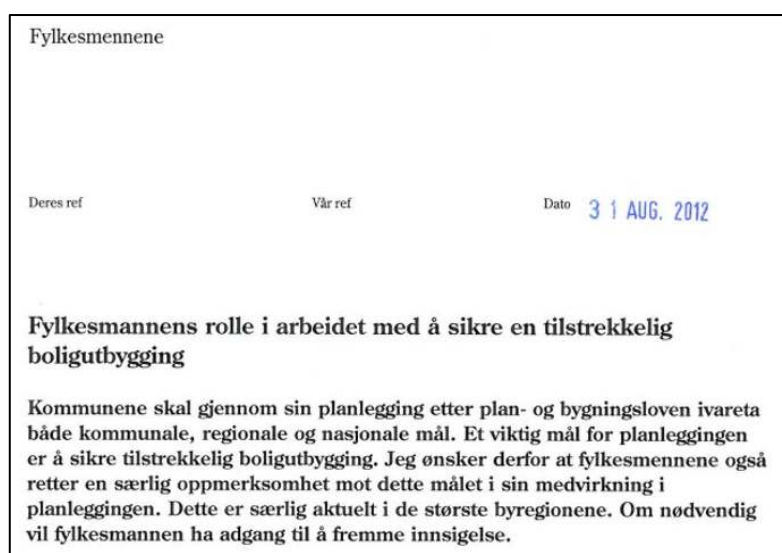 Fylkesmennene
Deres ref Vår ref Dato 31 AUG. 2012
Fylkesmannens rolle i arbeidet med å sikre en tilstrekkelig
boligutbygging
Kommunene skal gjennom sin planlegging etter plan- og bygningsloven ivareta
både kommunale, regionale og nasjonale mål. Et viktig mål for planleggingen
er å sikre tilstrekkelig boligutbygging. Jeg ønsker derfor at fylkesmennene også
retter en særlig oppmerksomhet mot dette målet i sin medvirkning i
planleggingen. Dette er særlig aktuelt i de største byregionene. Om nødvendig
vil fylkesmannen ha adgang til å fremme innsigelse.